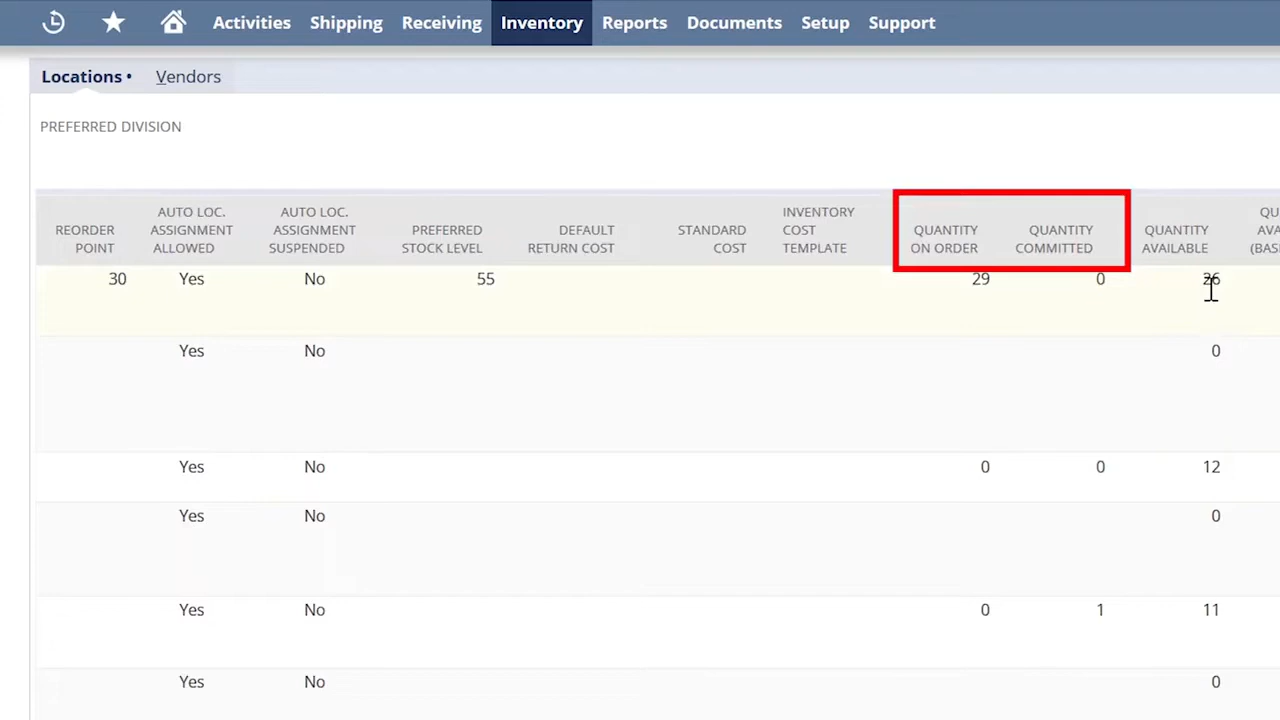 Activities Shipping Receiving Inventory Reports Documents Setup Support
Locations • Vendors
PREFERRED DIVISION
REORDER POINT AUTO LOC. ASSIGNMENT ALLOWED AUTO LOC. ASSIGNMENT SUSPENDED PREFERRED STOCK LEVEL DEFAULT RETURN COST STANDARD COST INVENTORY COST TEMPLATE QUANTITY ON ORDER QUANTITY COMMITTED QUANTITY AVAILABLE
30 Yes No 55 29 0 26
Yes No 0
Yes No 0 0 12
Yes No 0
Yes No 0 1 11
Yes No 0